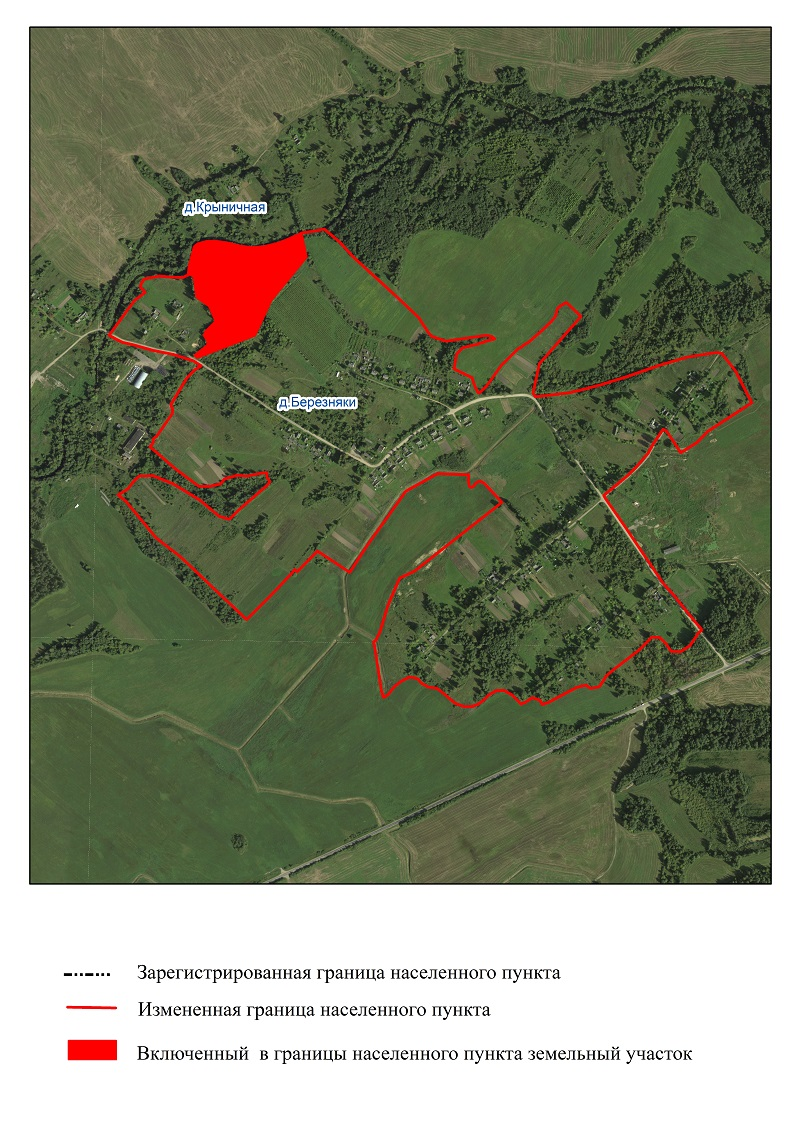 д.Крыничная
д.Березняки
Зарегистрированная граница населенного пункта
Измененная граница населенного пункта
Включенный в границы населенного пункта земельный участок